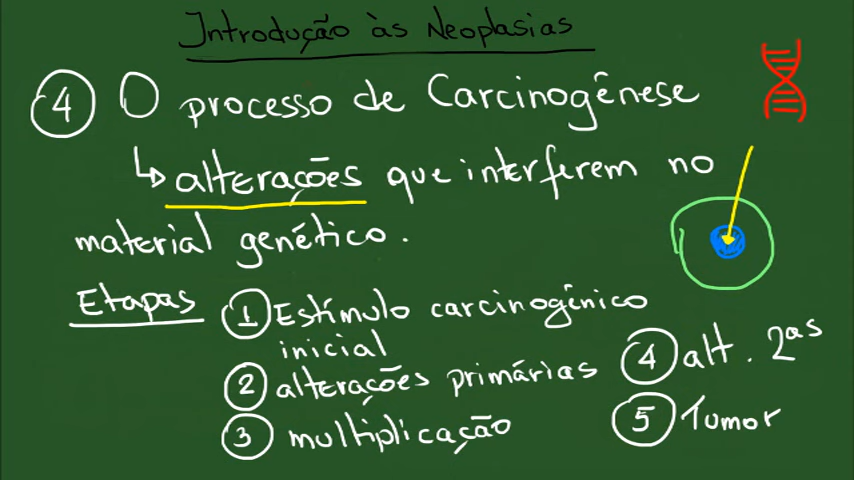 Introdução às Neoplasias
4 O processo de Carcinogênese
↳ alterações que interferem no
material genético.
Etapas 1 Estímulo carcinogênico
inicial
2 alterações primárias
3 multiplicação
4 alt. 2as
5 Tumor